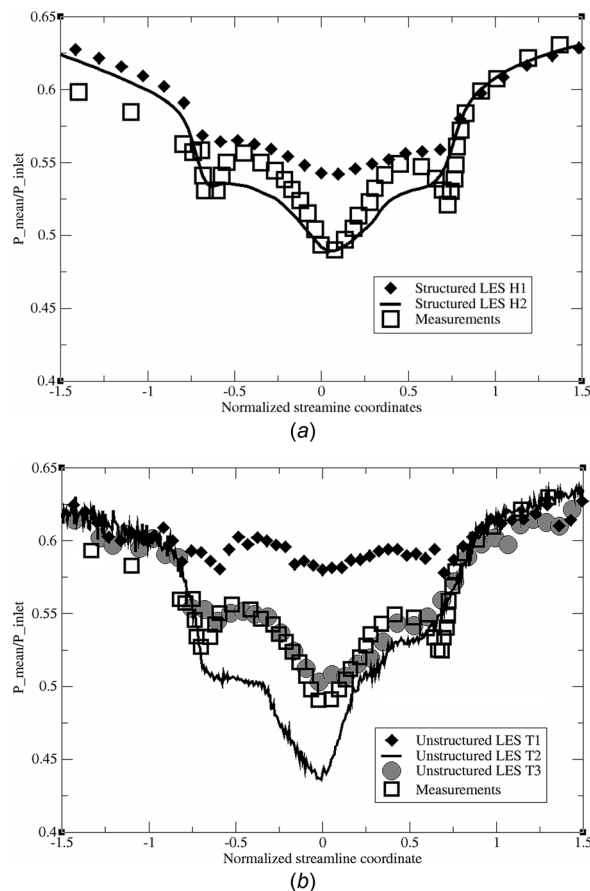 0.65
0.6
0.55
0.5
0.45
0.4
P_mean/P_inlet
Structured LES H1
Structured LES H2
Measurements
-1.5 -1 -0.5 0 0.5 1 1.5
Normalized streamine coordinates
(a)
0.65
0.6
0.55
0.5
0.45
0.4
P_mean/P_inlet
Unstructured LES T1
Unstructured LES T2
Unstructured LES T3
Measurements
-1.5 -1 -0.5 0 0.5 1 1.5
Normalized streamline coordinate
(b)